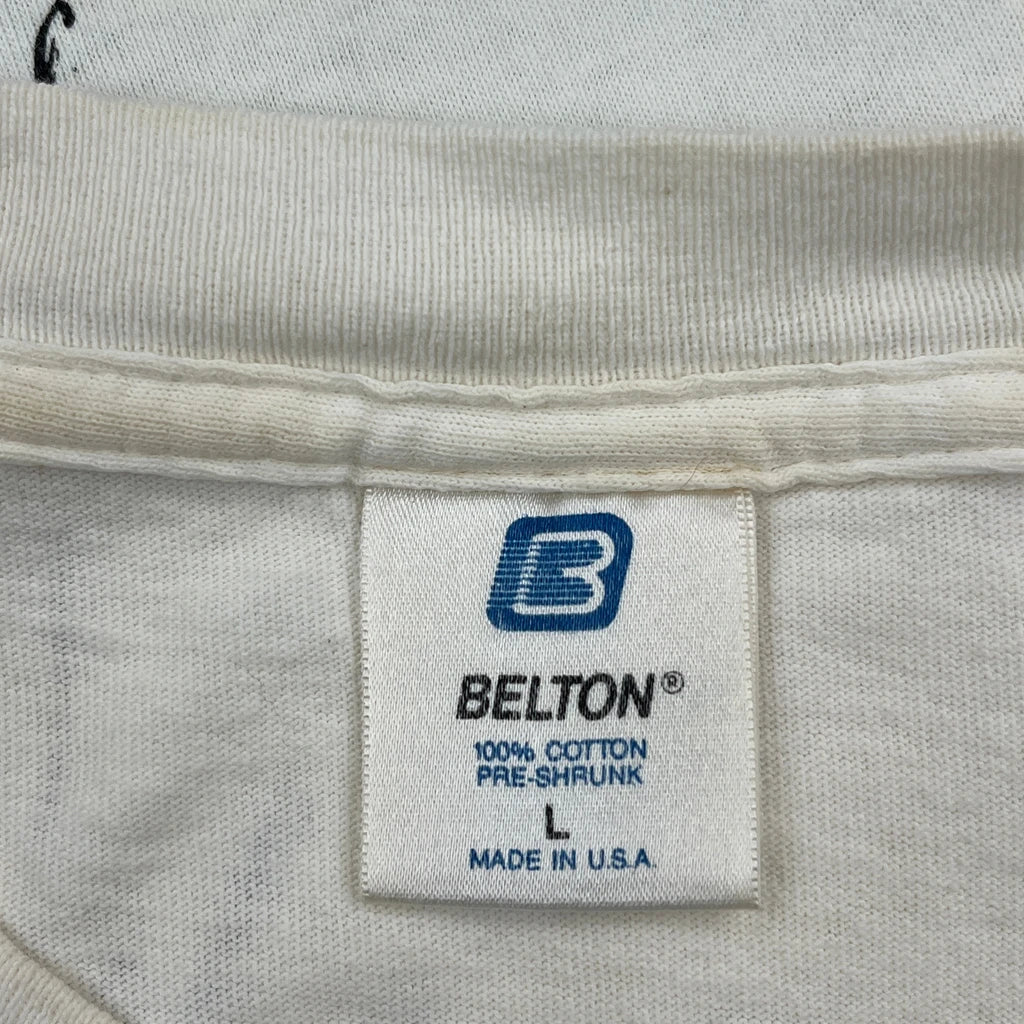 B
BELTON®
100% COTTON
PRE-SHRUNK
L
MADE IN U.S.A.